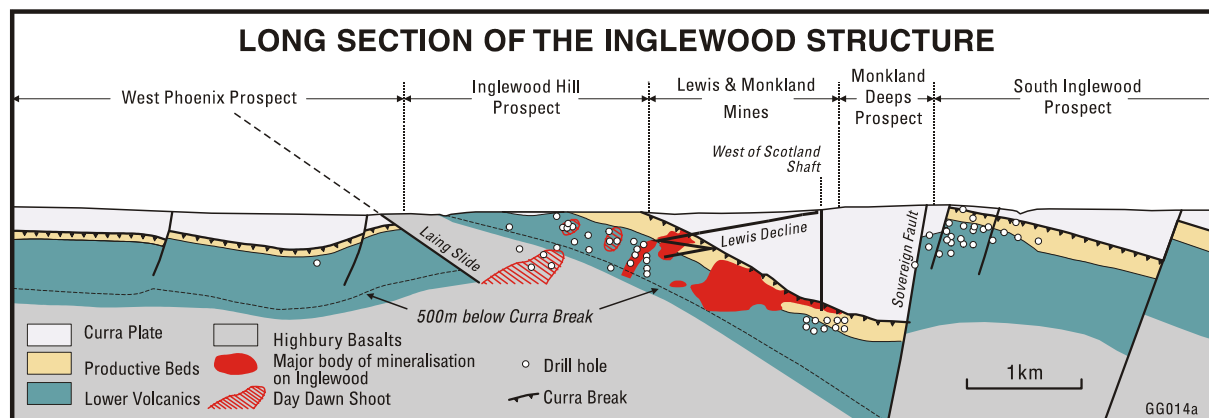 LONG SECTION OF THE INGLEWOOD STRUCTURE
West Phoenix Prospect
Inglewood Hill
Prospect
Lewis & Monkland
Mines
Monkland
Deeps
Prospect
South Inglewood
Prospect
West of Scotland
Shaft
Laing Slide
Lewis Decline
Sovereign Fault
500m below Curra Break
Curra Plate
Productive Beds
Lower Volcanics
Highbury Basalts
Major body of mineralisation
on Inglewood
Day Dawn Shoot
Drill hole
Curra Break
1km
GG014a